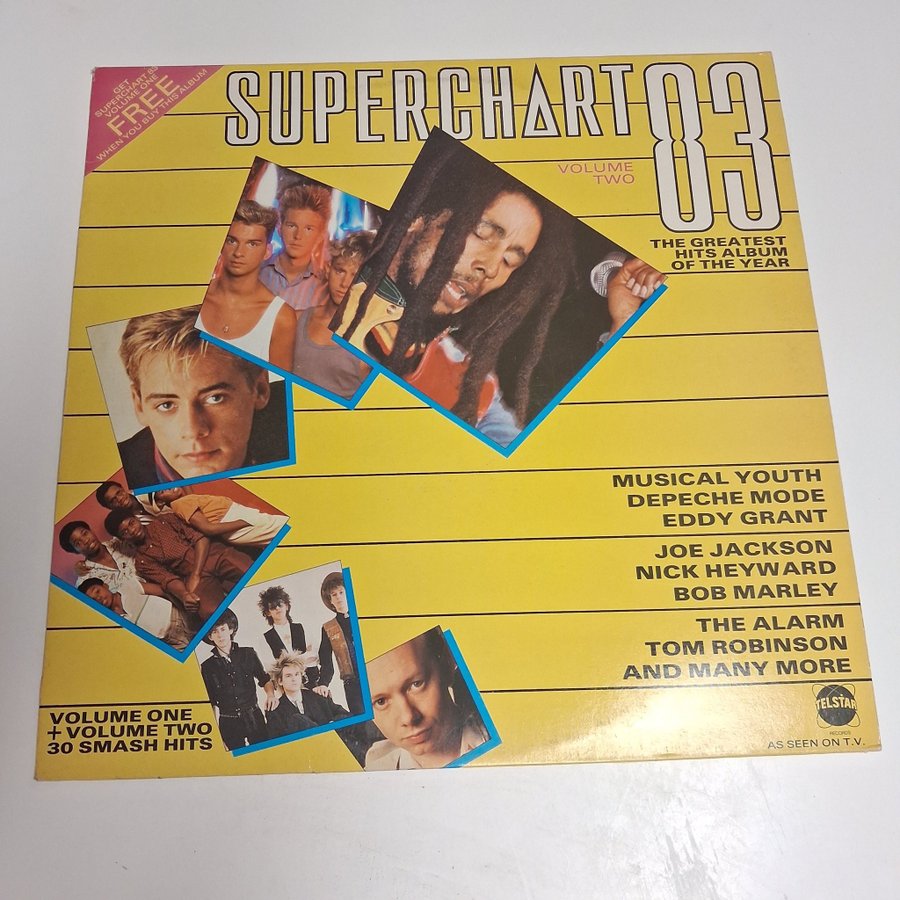 GET
SUPERCHART 83
VOLUME ONE
FREE
WHEN YOU BUY THIS ALBUM
SUPERCHART
83
VOLUME
TWO
THE GREATEST
HITS ALBUM
OF THE YEAR
MUSICAL YOUTH
DEPECHE MODE
EDDY GRANT
JOE JACKSON
NICK HEYWARD
BOB MARLEY
THE ALARM
TOM ROBINSON
AND MANY MORE
VOLUME ONE
+ VOLUME TWO
30 SMASH HITS
TELSTAR
RECORDS
AS SEEN ON T.V.